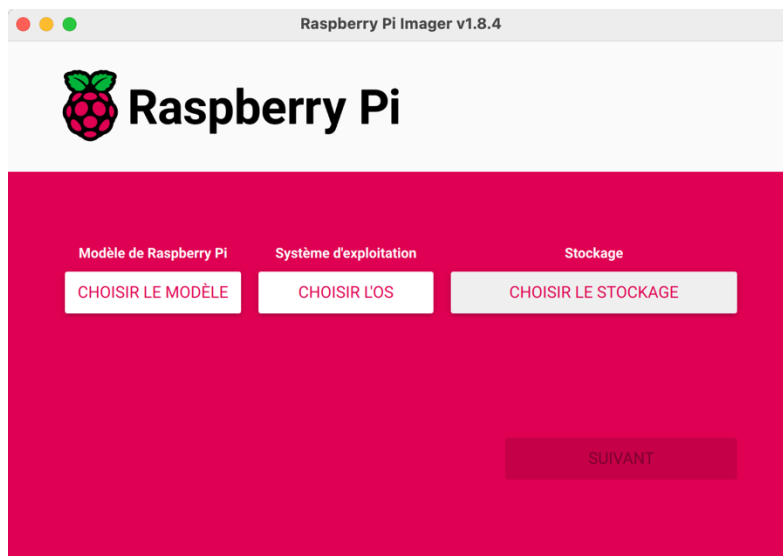 Raspberry Pi Imager v1.8.4
Raspberry Pi
Modèle de Raspberry Pi
Système d'exploitation
Stockage
CHOISIR LE MODÈLE
CHOISIR L'OS
CHOISIR LE STOCKAGE
SUIVANT